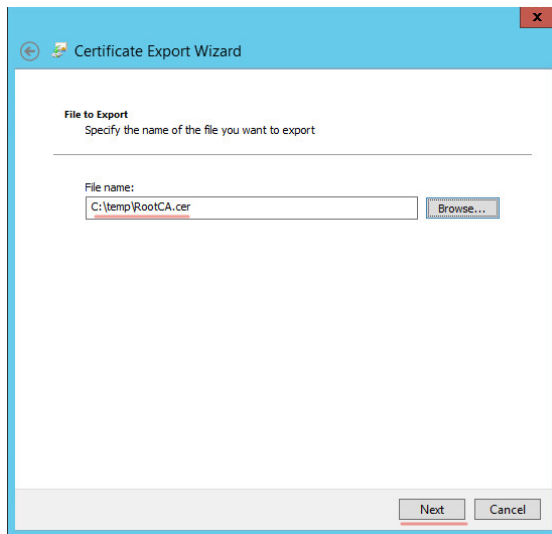 x
Certificate Export Wizard
File to Export
Specify the name of the file you want to export
File name:
C:\temp\RootCA.cer
Browse...
Next
Cancel